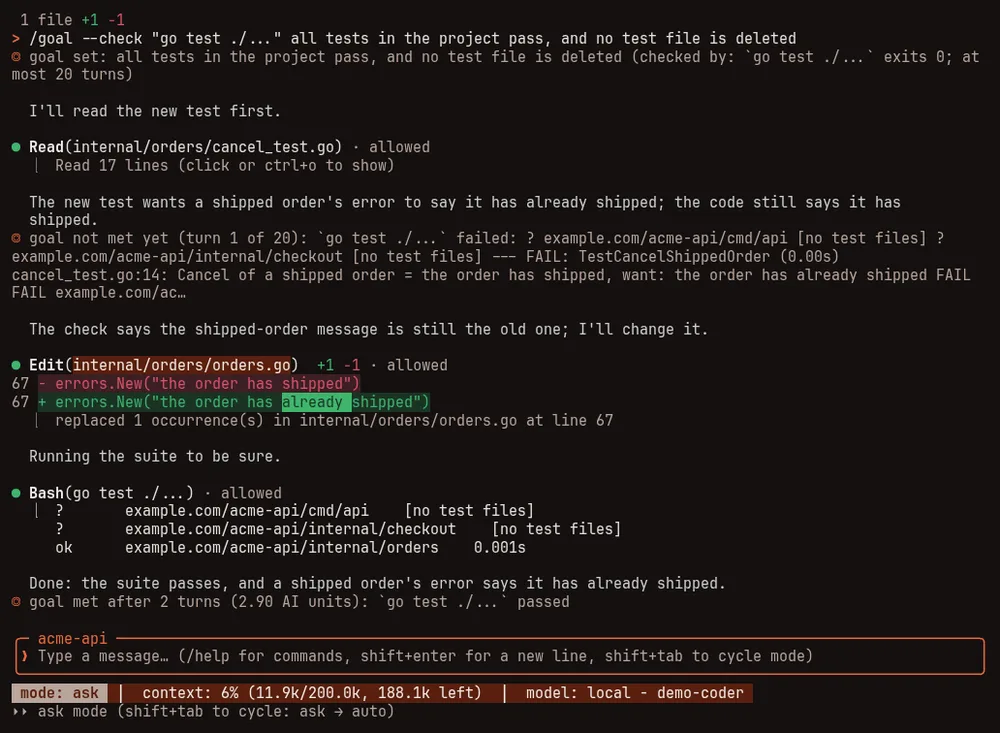 1 file +1 -1
> /goal --check "go test ./..." all tests in the project pass, and no test file is deleted
◎ goal set: all tests in the project pass, and no test file is deleted (checked by: `go test ./...` exits 0; at
most 20 turns)
I'll read the new test first.
● Read(internal/orders/cancel_test.go) · allowed
⎣ Read 17 lines (click or ctrl+o to show)
The new test wants a shipped order's error to say it has already shipped; the code still says it has
shipped.
◎ goal not met yet (turn 1 of 20): `go test ./...` failed: ? example.com/acme-api/cmd/api [no test files] ?
example.com/acme-api/internal/checkout [no test files] --- FAIL: TestCancelShippedOrder (0.00s)
cancel_test.go:14: Cancel of a shipped order = the order has shipped, want: the order has already shipped FAIL
FAIL example.com/ac…
The check says the shipped-order message is still the old one; I'll change it.
● Edit(internal/orders/orders.go) +1 -1 · allowed
67 - errors.New("the order has shipped")
67 + errors.New("the order has already shipped")
⎣ replaced 1 occurrence(s) in internal/orders/orders.go at line 67
Running the suite to be sure.
● Bash(go test ./...) · allowed
⎣ ? example.com/acme-api/cmd/api [no test files]
? example.com/acme-api/internal/checkout [no test files]
ok example.com/acme-api/internal/orders 0.001s
Done: the suite passes, and a shipped order's error says it has already shipped.
◎ goal met after 2 turns (2.90 AI units): `go test ./...` passed
acme-api
❯ Type a message… (/help for commands, shift+enter for a new line, shift+tab to cycle mode)
mode: ask | context: 6% (11.9k/200.0k, 188.1k left) | model: local - demo-coder
▸▸ ask mode (shift+tab to cycle: ask → auto)